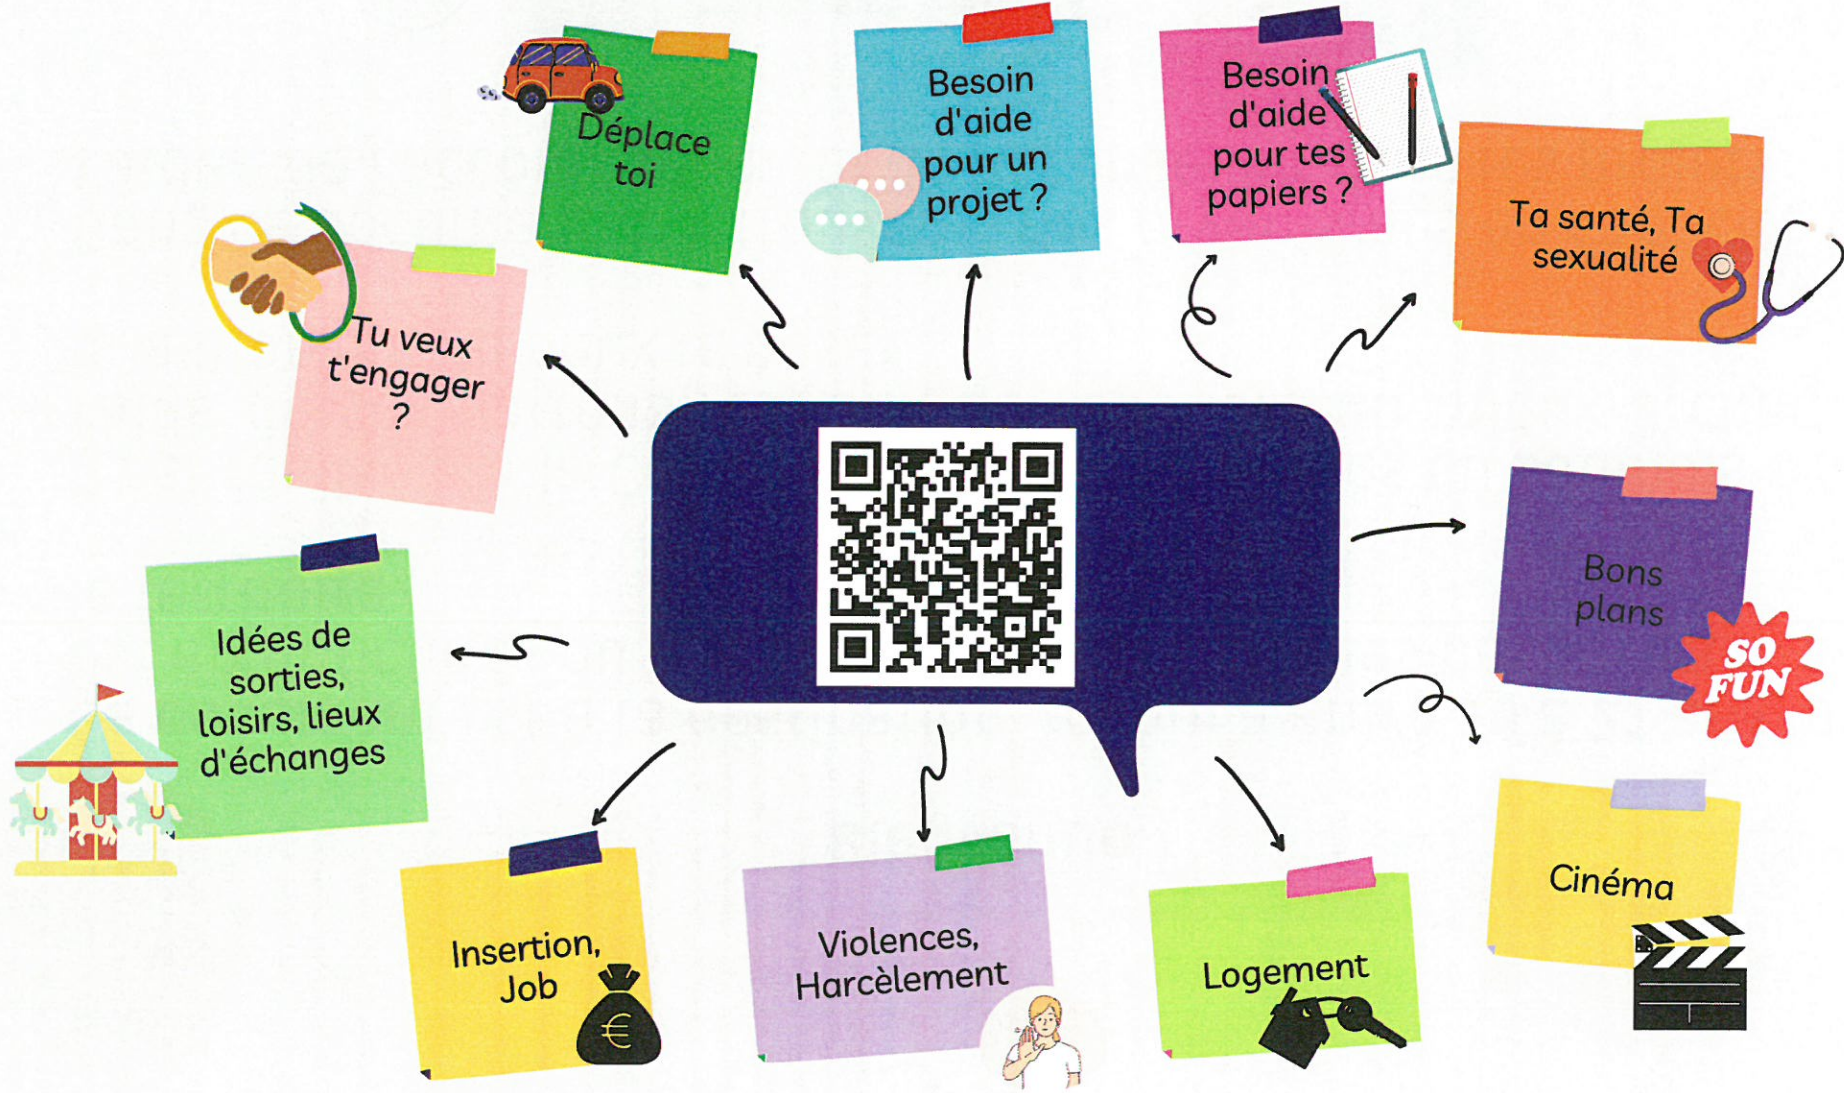 Déplace
toi
Besoin
d'aide
pour un
projet ?
Besoin
d'aide
pour tes
papiers ?
Ta santé, Ta
sexualité
Tu veux
t'engager
?
Bons
plans
SO
FUN
Idées de
sorties,
loisirs, lieux
d'échanges
Cinéma
Insertion,
Job
€
Violences,
Harcèlement
Logement